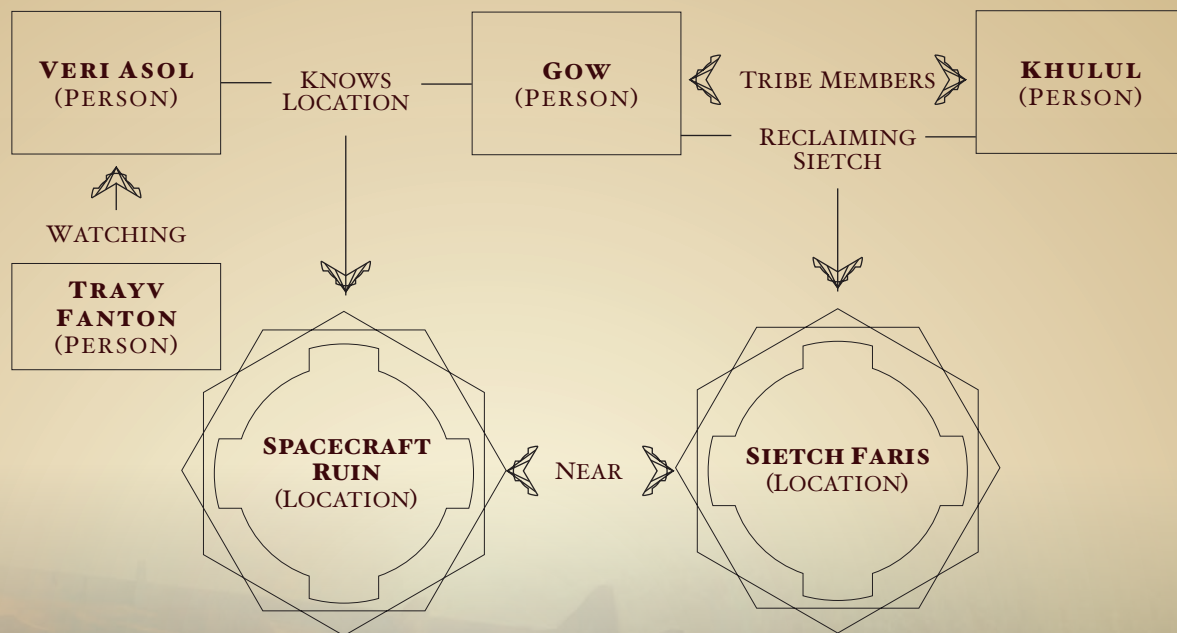 VERI ASOL
(PERSON)
KNOWS
LOCATION
GOW
(PERSON)
TRIBE MEMBERS
KHULUL
(PERSON)
RECLAIMING
SIETCH
WATCHING
TRAYV
FANTON
(PERSON)
SPACECRAFT
RUIN
(LOCATION)
NEAR
SIETCH FARIS
(LOCATION)